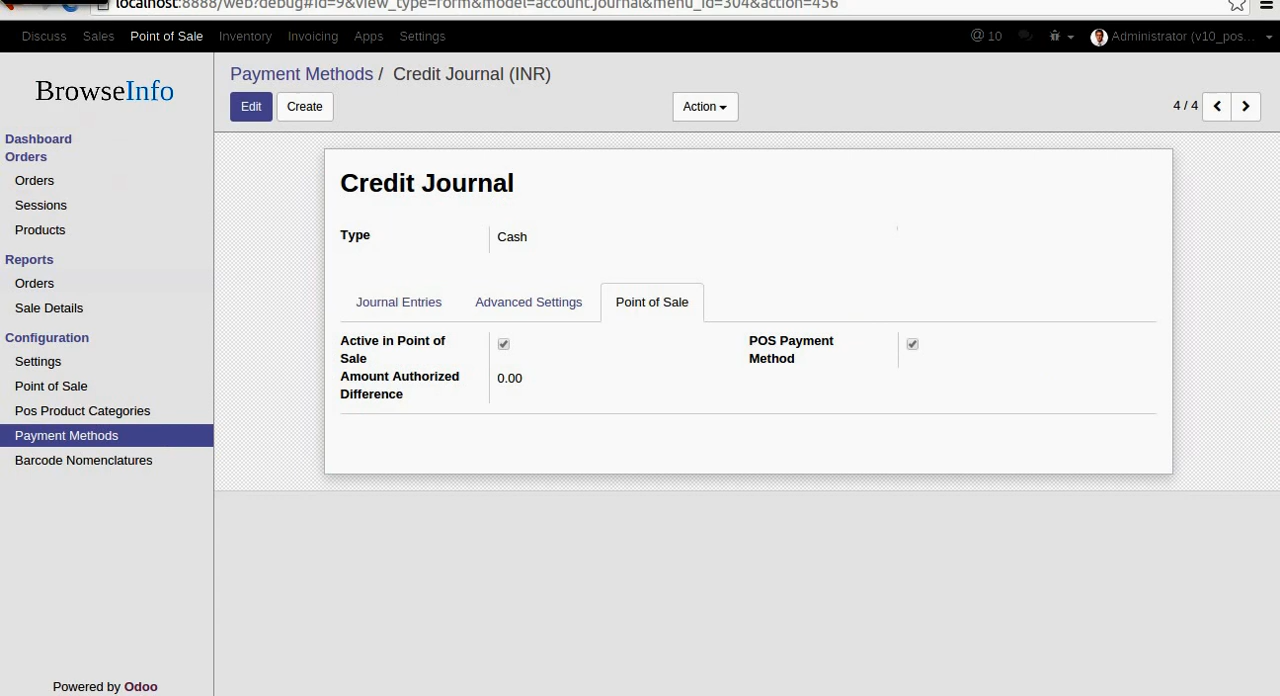 localhost:8888/web?debug#id=9&view_type=form&model=account.journal&menu_id=304&action=456
Discuss Sales Point of Sale Inventory Invoicing Apps Settings @ 10 Administrator (v10_pos...
BrowseInfo
Payment Methods / Credit Journal (INR)
Edit Create Action 4 / 4
Dashboard
Orders
Orders
Sessions
Products
Reports
Orders
Sale Details
Configuration
Settings
Point of Sale
Pos Product Categories
Payment Methods
Barcode Nomenclatures
Powered by Odoo
Credit Journal
Type Cash
Journal Entries Advanced Settings Point of Sale
Active in Point of
Sale
POS Payment
Method
Amount Authorized
Difference
0.00